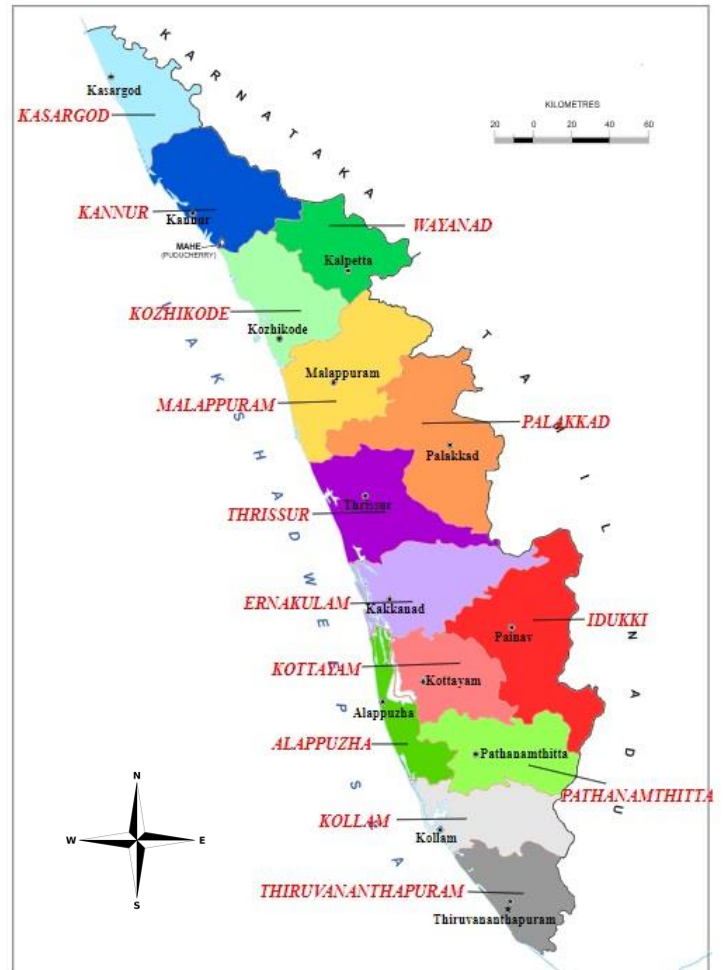 KARNATAKA
Kasargod
KASARGOD
KILOMETRES
20 0 20 40 60
KANNUR
Kannur
WAYANAD
MAHE
(PUDUCHERRY)
Kalpetta
KOZHIKODE
Kozhikode
LAKSHADWEEP SEA
TAMIL NADU
Malappuram
MALAPPURAM
PALAKKAD
Palakkad
Thrissur
THRISSUR
ERNAKULAM
Kakkanad
IDUKKI
Painav
KOTTAYAM
Kottayam
Alappuzha
ALAPPUZHA
Pathanamthitta
PATHANAMTHITTA
N
W E
S
KOLLAM
Kollam
THIRUVANANTHAPURAM
Thiruvananthapuram